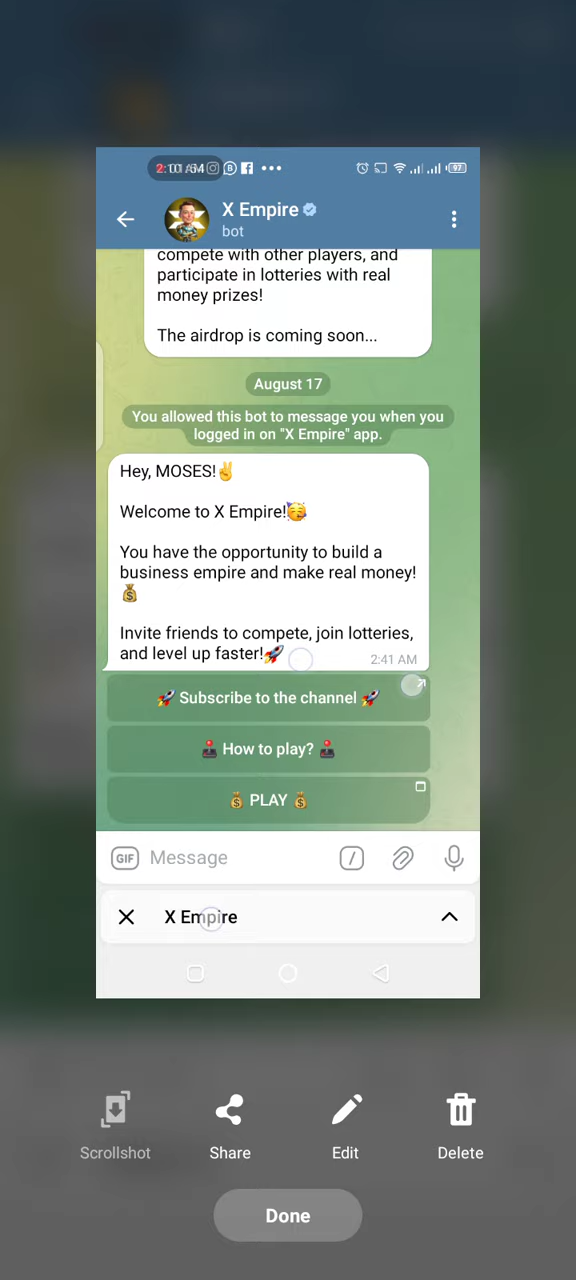 X Empire
bot
compete with other players, and
participate in lotteries with real
money prizes!
The airdrop is coming soon...
August 17
You allowed this bot to message you when you
logged in on "X Empire" app.
Hey, MOSES!✌️
Welcome to X Empire!🥳
You have the opportunity to build a
business empire and make real money!
💰
Invite friends to compete, join lotteries,
and level up faster!🚀
2:41 AM
🚀 Subscribe to the channel 🚀
🕹️ How to play? 🕹️
💰 PLAY 💰
GIF Message
X Empire
Scrollshot Share Edit Delete
Done